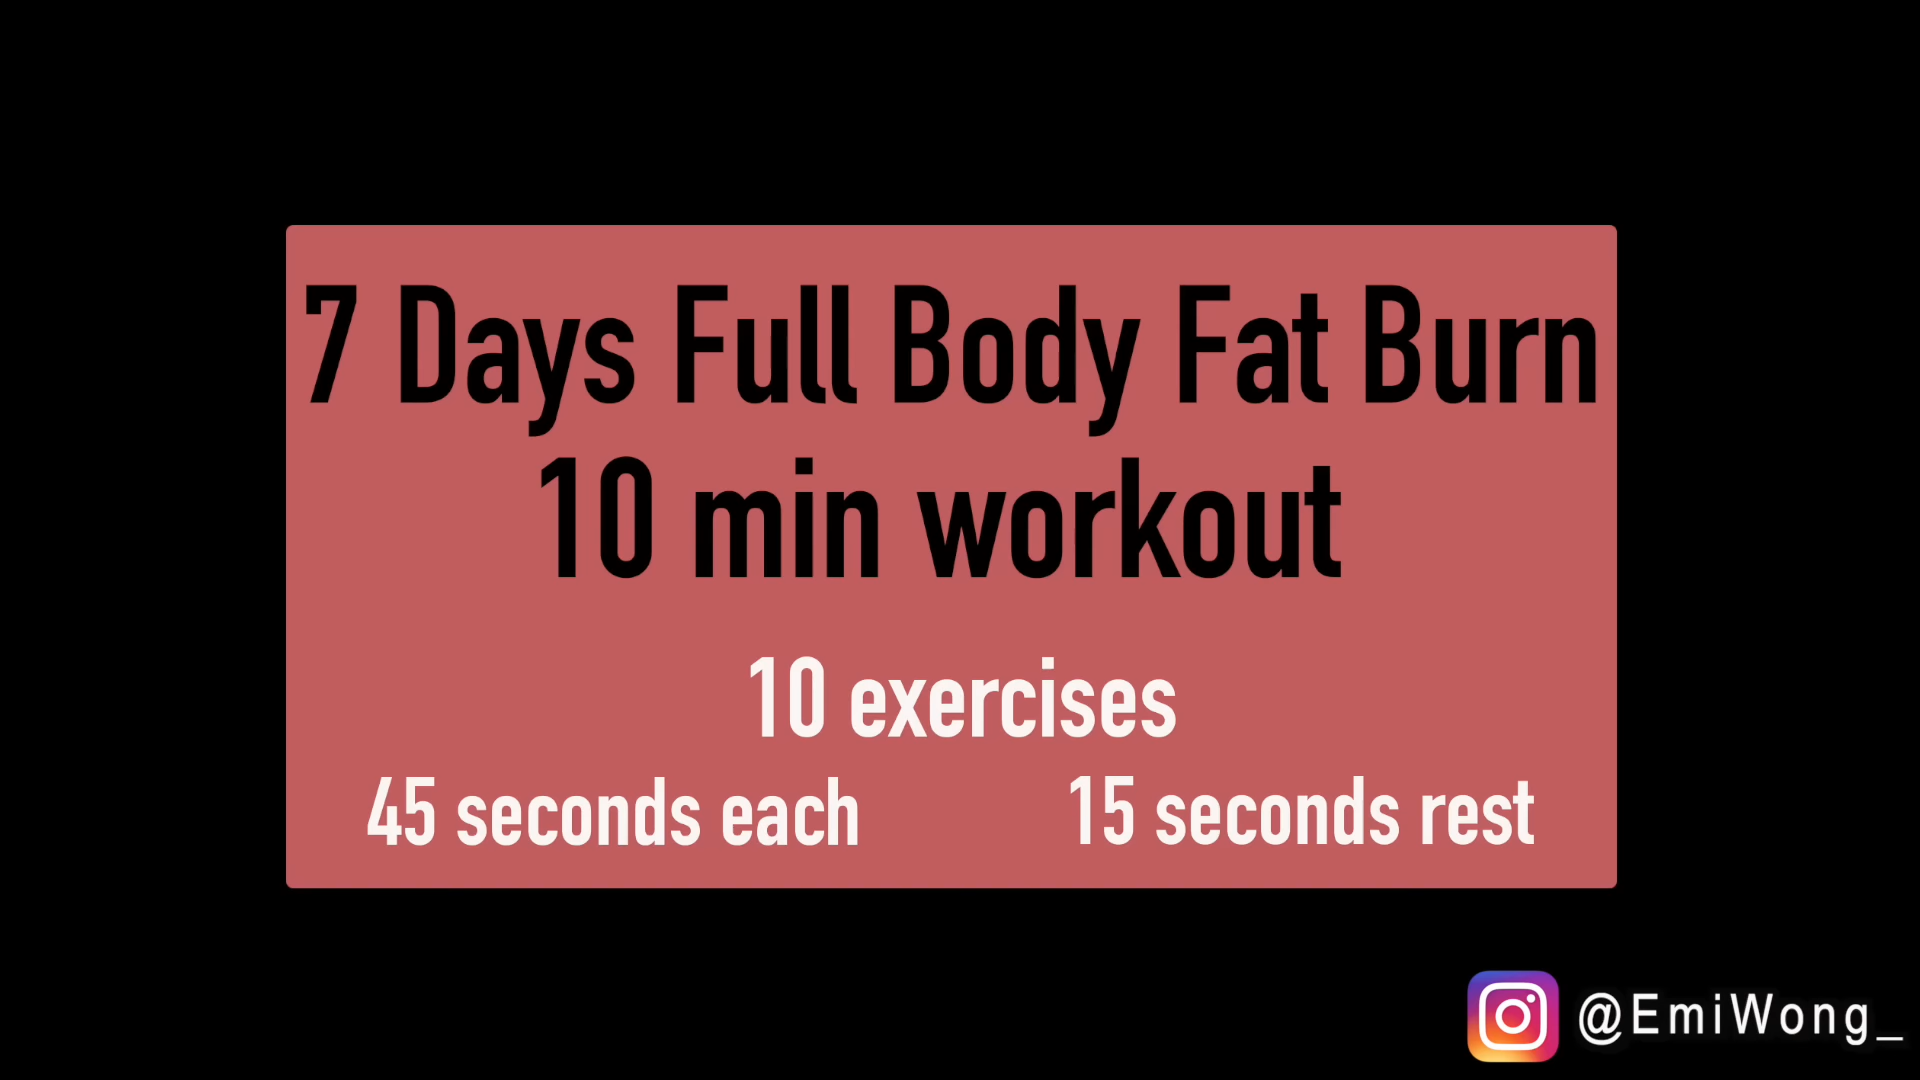 7 Days Full Body Fat Burn
10 min workout
10 exercises
45 seconds each
15 seconds rest
@EmiWong_